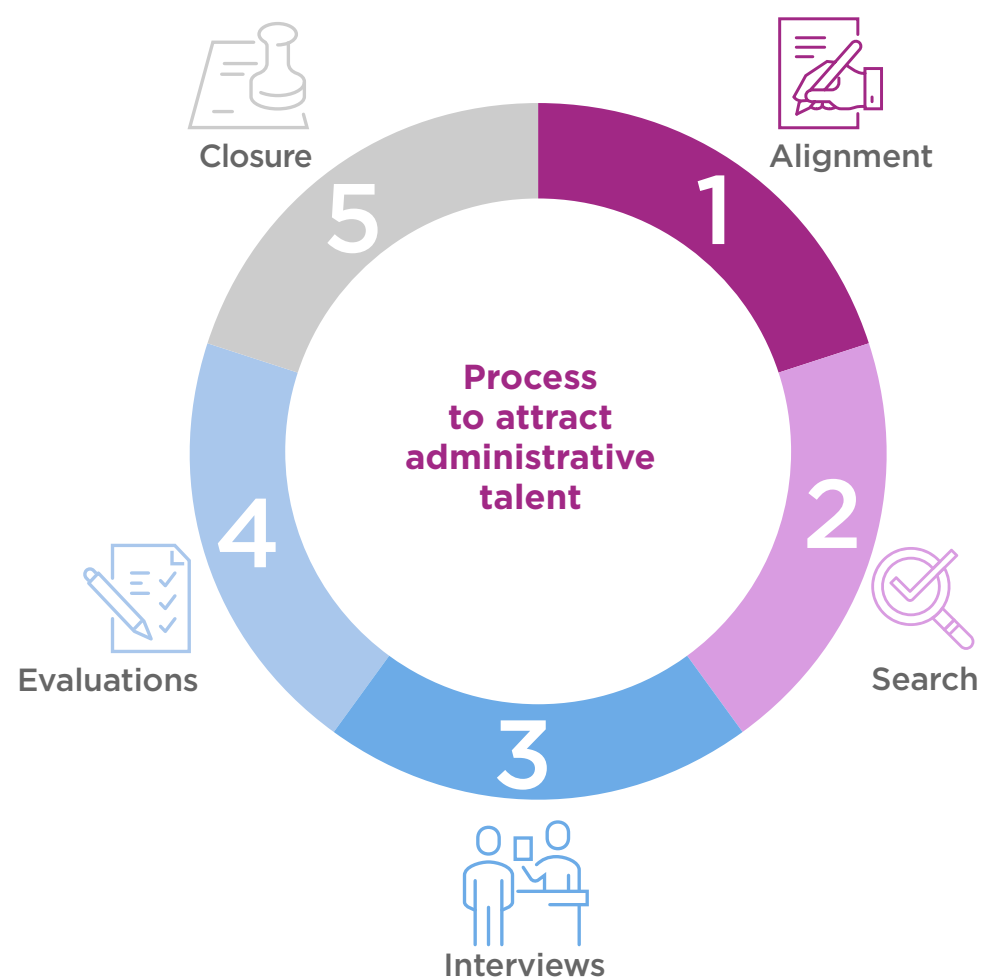 Process
to attract
administrative
talent
1
Alignment
2
Search
3
Interviews
4
Evaluations
5
Closure